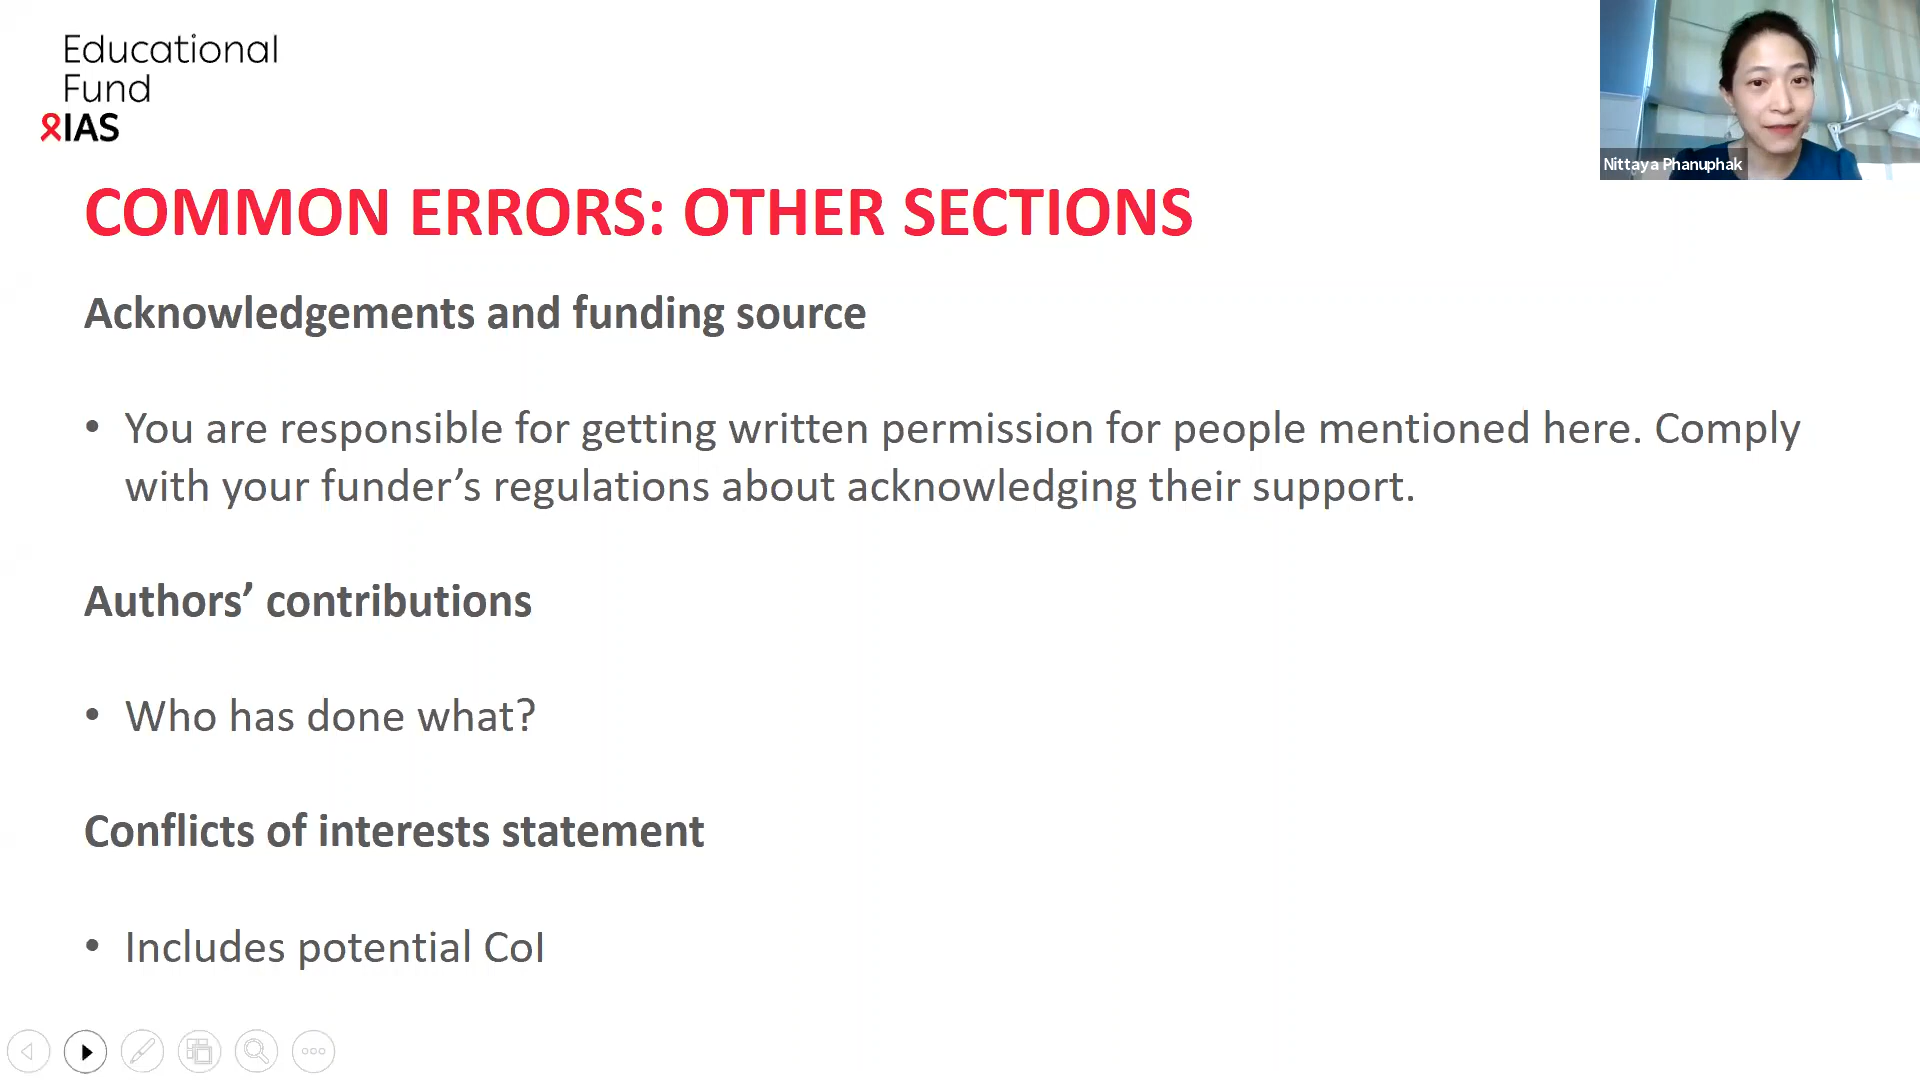 Educational
Fund
IAS
Nittaya Phanuphak
COMMON ERRORS: OTHER SECTIONS
Acknowledgements and funding source
• You are responsible for getting written permission for people mentioned here. Comply
with your funder’s regulations about acknowledging their support.
Authors’ contributions
• Who has done what?
Conflicts of interests statement
• Includes potential CoI